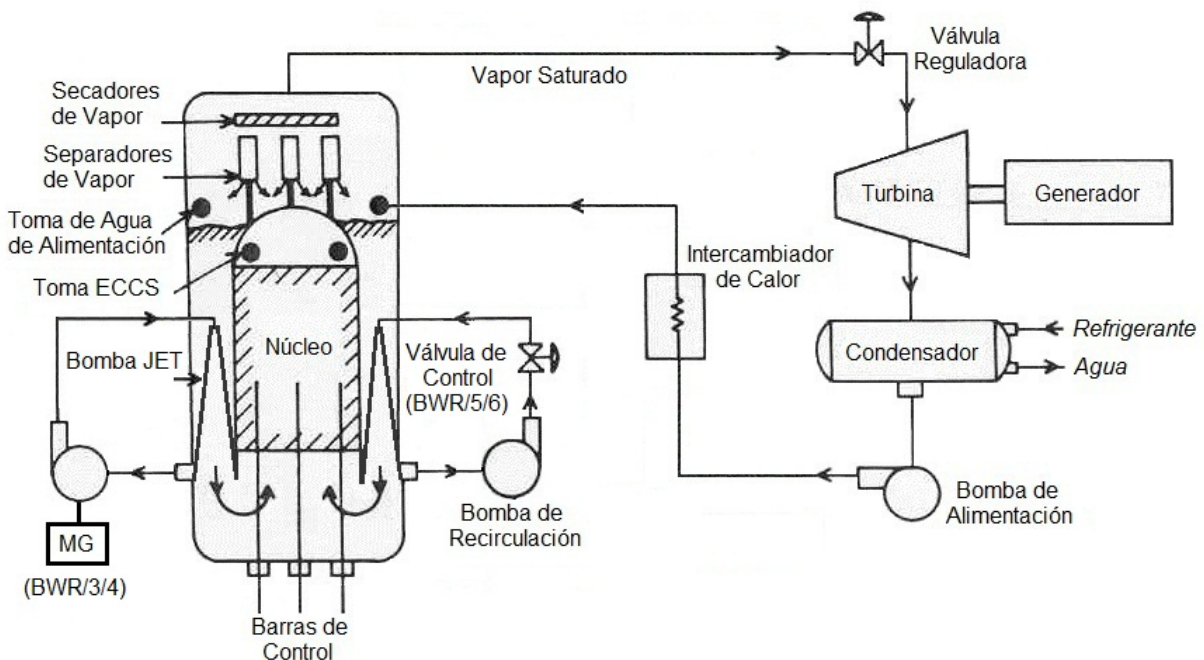 Válvula
Reguladora
Vapor Saturado
Secadores
de Vapor
Separadores
de Vapor
Turbina
Generador
Toma de Agua
de Alimentación
Intercambiador
de Calor
Toma ECCS
Refrigerante
Condensador
Agua
Núcleo
Bomba JET
Válvula de
Control
(BWR/5/6)
Bomba de
Alimentación
Bomba de
Recirculación
MG
(BWR/3/4)
Barras de
Control